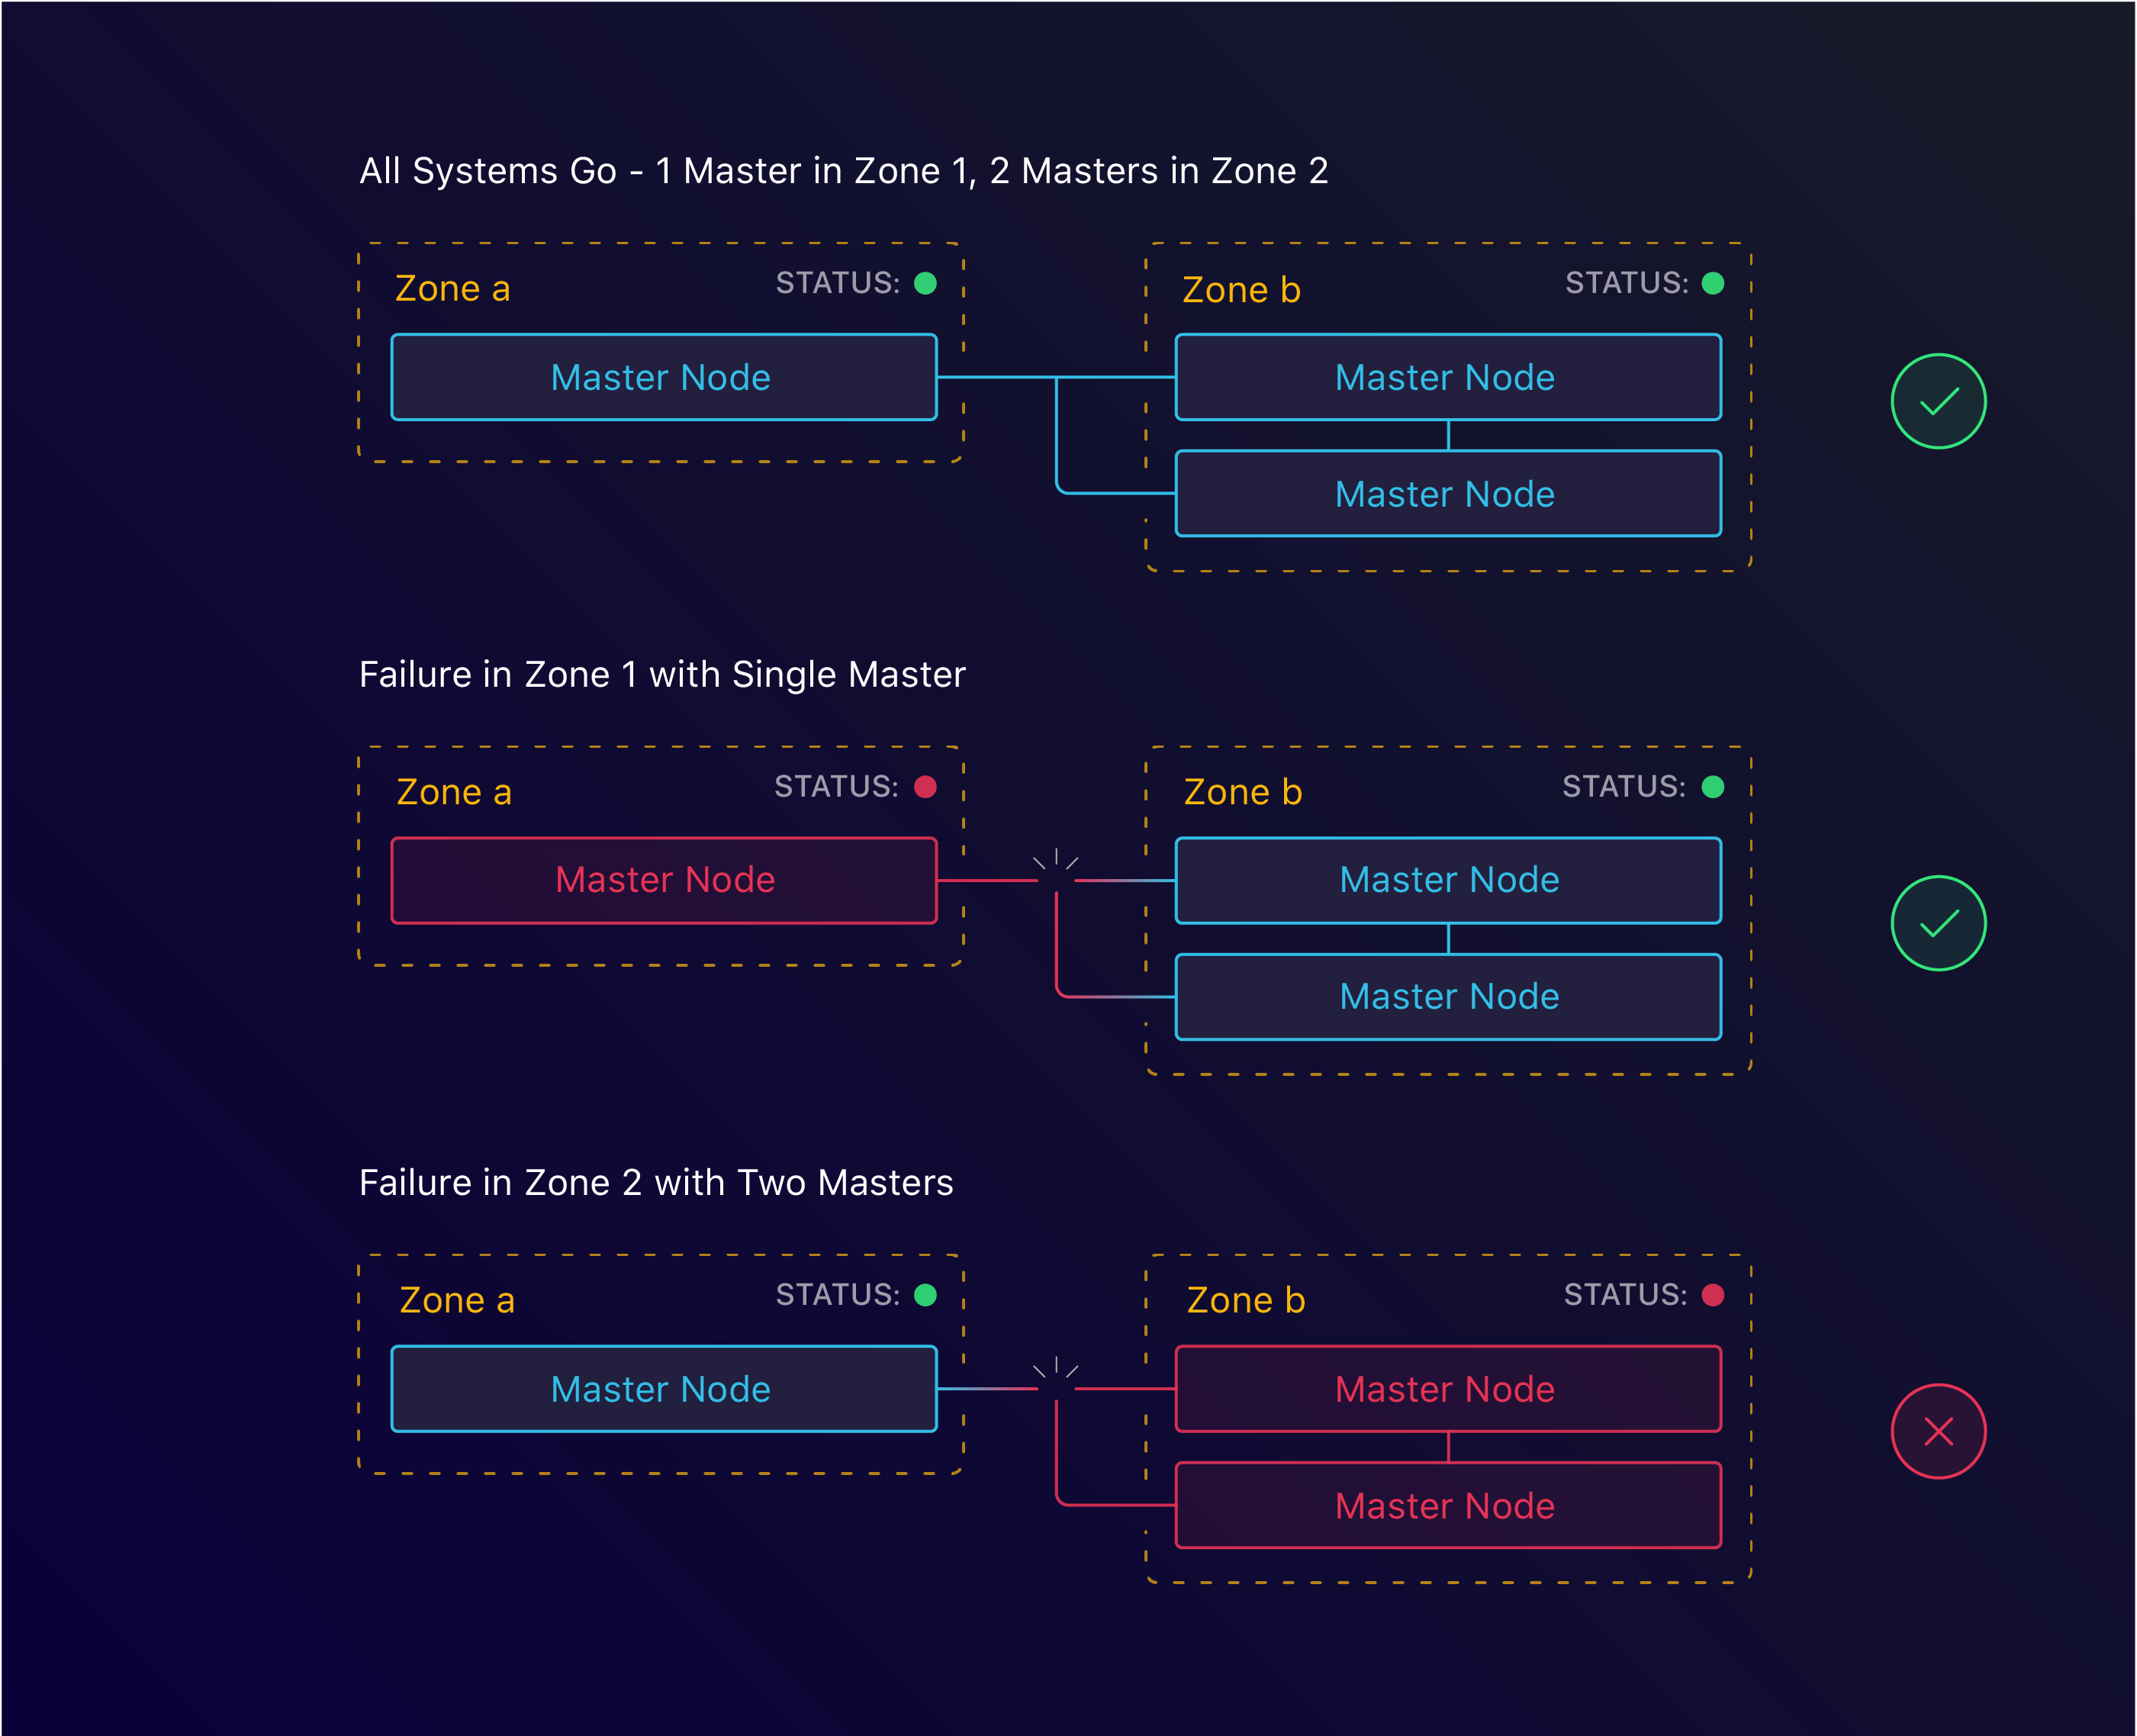 All Systems Go - 1 Master in Zone 1, 2 Masters in Zone 2
Zone a
STATUS:
Zone b
STATUS:
Master Node
Master Node
Master Node
Failure in Zone 1 with Single Master
Zone a
STATUS:
Zone b
STATUS:
Master Node
Master Node
Master Node
Failure in Zone 2 with Two Masters
Zone a
STATUS:
Zone b
STATUS:
Master Node
Master Node
Master Node